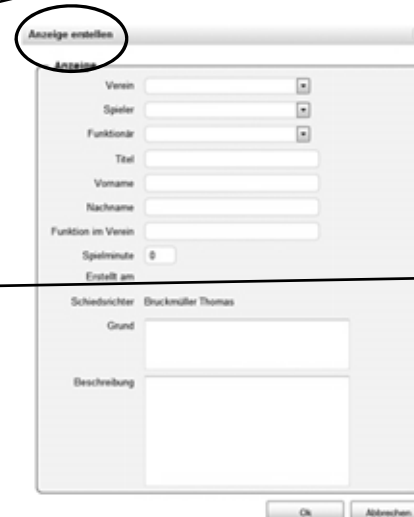 Anzeige erstellen
Anzeige
Verein
Spieler
Funktionär
Titel
Vorname
Nachname
Funktion im Verein
Spielminute 0
Erstellt am
Schiedsrichter Bruckmüller Thomas
Grund
Beschreibung
Ok Abbrechen